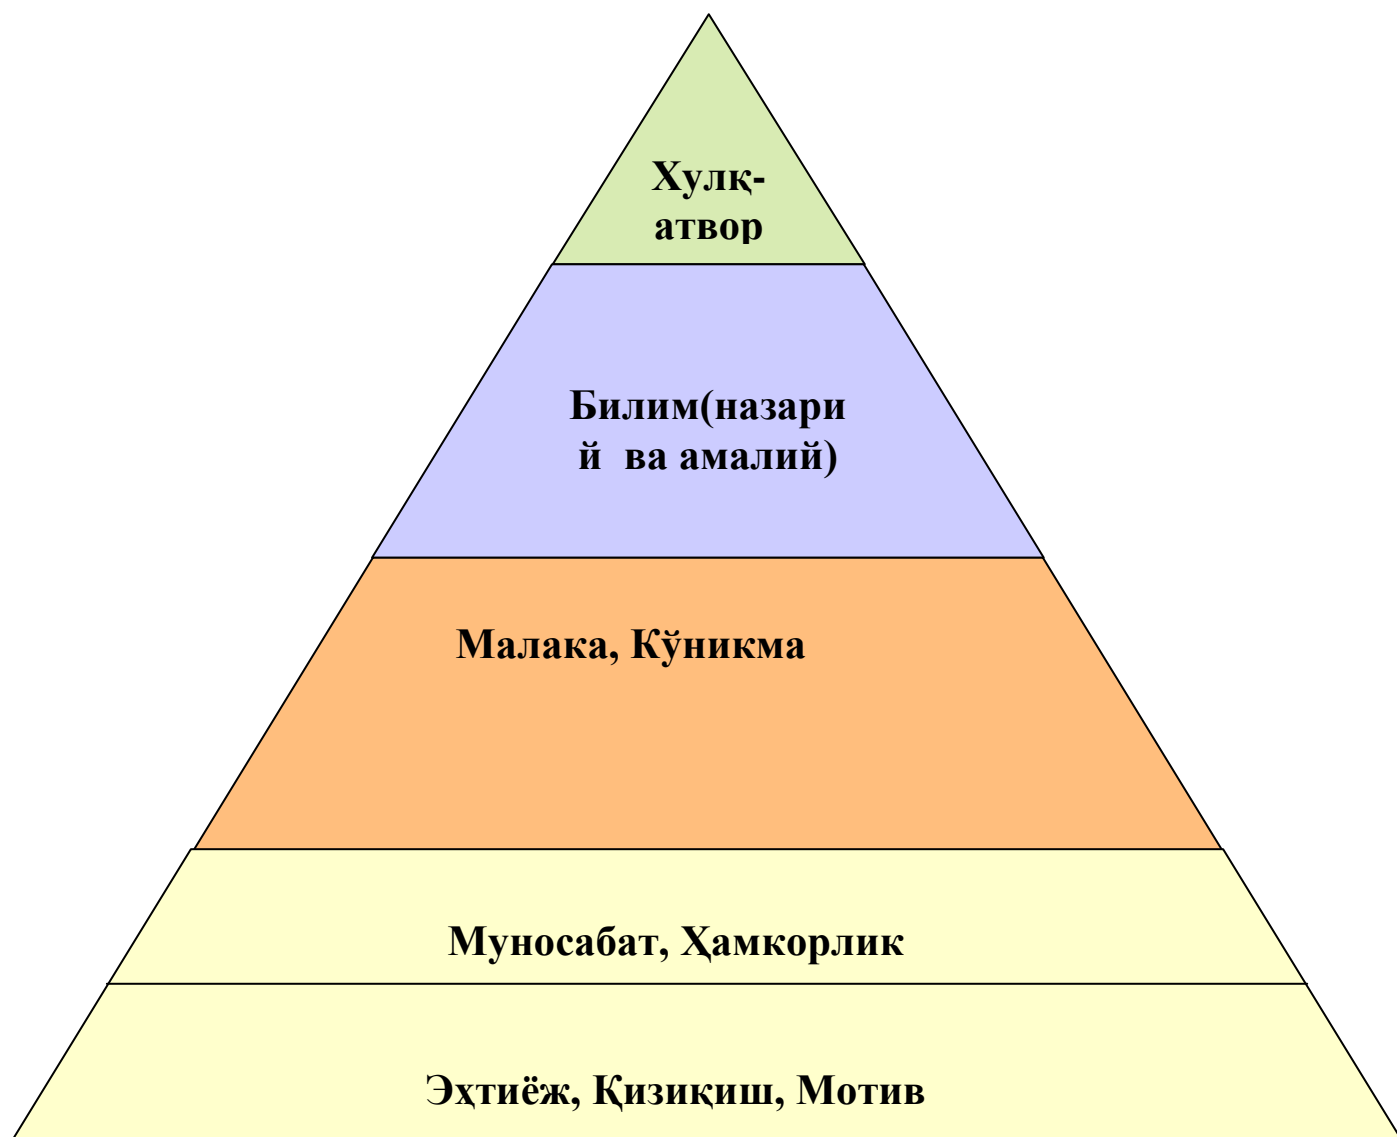 Хулқ-
атвор
Билим(назари
й ва амалий)
Малака, Кўникма
Муносабат, Ҳамкорлик
Эҳтиёж, Қизиқиш, Мотив